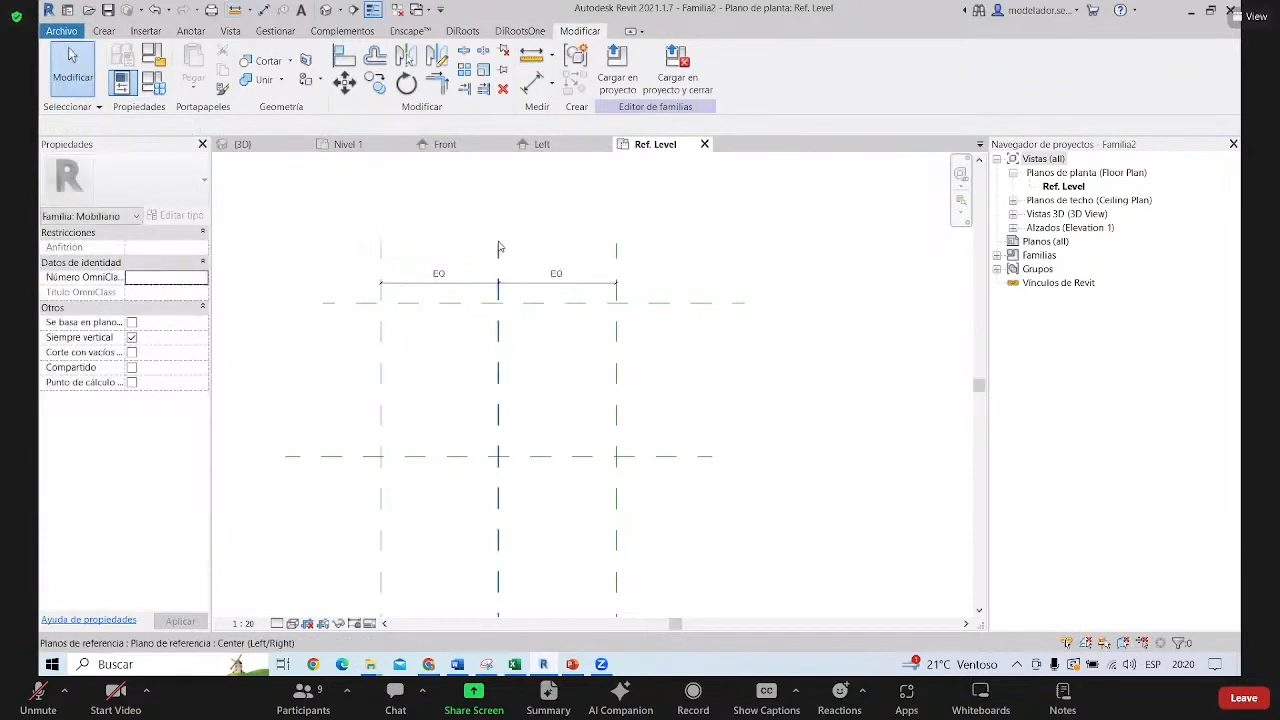 View
Autodesk Revit 2021.1.7 - Familia2 - Plano de planta: Ref. Level
modelador.se...
Archivo Crear Insertar Anotar Vista Gestionar Complementos Enscape™ DiRoots DiRootsOne Modificar
Modificar
Pegar
Cortar
Unir
Cargar en proyecto
Cargar en proyecto y cerrar
Seleccionar Propiedades Portapapeles Geometría Modificar Medir Crear Editor de familias
Propiedades
(3D) Nivel 1 Front Left Ref. Level
Navegador de proyectos - Familia2
R
Familia: Mobiliario
Editar tipo
Restricciones
Anfitrión
Datos de identidad
Número OmniCla...
Título OmniClass
Otros
Se basa en plano...
Siempre vertical
Corte con vacíos ...
Compartido
Punto de cálculo ...
EQ EQ
Vistas (all)
Planos de planta (Floor Plan)
Ref. Level
Planos de techo (Ceiling Plan)
Vistas 3D (3D View)
Alzados (Elevation 1)
Planos (all)
Familias
Grupos
Vínculos de Revit
Ayuda de propiedades
Aplicar
1 : 20
Planos de referencia : Plano de referencia : Center (Left/Right)
:0
Buscar
1
21°C Ventoso
ESP
2020
Unmute
Start Video
9
Participants
Chat
Share Screen
Summary
AI Companion
Record
CC
Show Captions
Reactions
Apps
Whiteboards
Notes
Leave